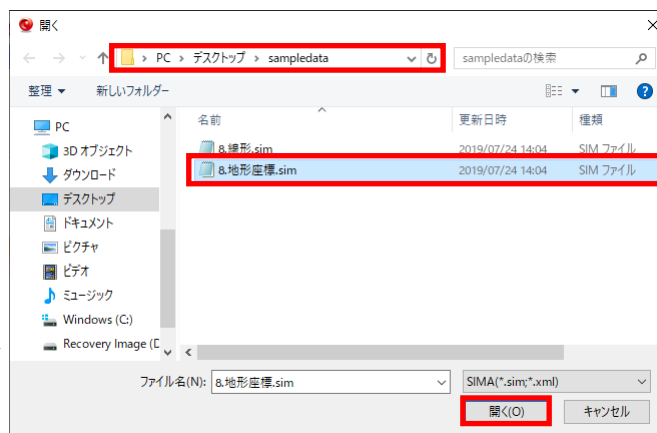 開く
PC > デスクトップ > sampledata
sampledataの検索
整理 新しいフォルダー
名前 更新日時 種類
8.線形.sim 2019/07/24 14:04 SIM ファイル
8.地形座標.sim 2019/07/24 14:04 SIM ファイル
PC
3D オブジェクト
ダウンロード
デスクトップ
ドキュメント
ピクチャ
ビデオ
ミュージック
Windows (C:)
Recovery Image (D
ファイル名(N): 8.地形座標.sim SIMA(*.sim;*.xml)
開く(O) キャンセル